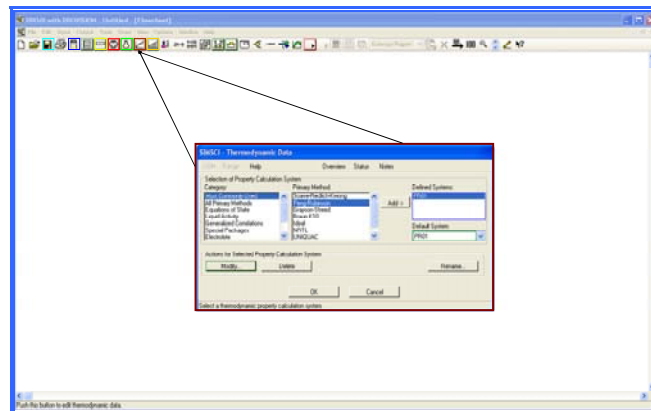 SIMSCI - Thermodynamic Data
Help Overview Status Notes
Selection of Property Calculation System
Category: Primary Method Defined Systems:
Most Commonly Used Soave-Redlich-Kwong PR01
All Primary Methods Peng-Robinson
Equations of State Grayson-Streed
Liquid Activity Braun K10
Generalized Correlations Ideal
Special Packages NRTL
Electrolyte UNIQUAC
Add ->
Default System
PR01
Actions for Selected Property Calculation System
Modify... Delete Rename...
OK Cancel
Select a thermodynamic property calculation system
Push this button to edit thermodynamic data.